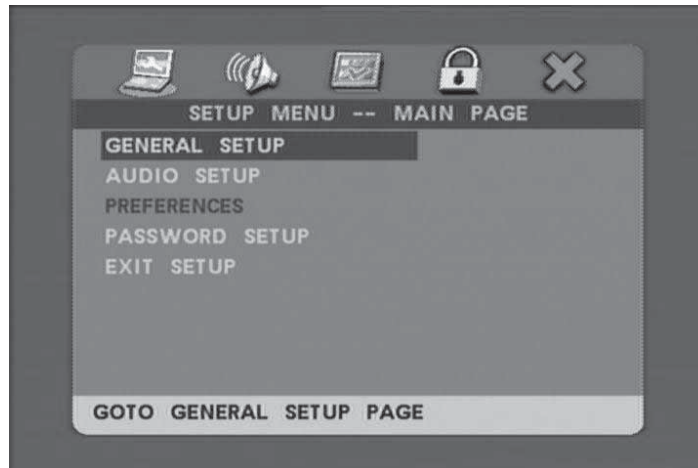 SETUP MENU -- MAIN PAGE
GENERAL SETUP
AUDIO SETUP
PREFERENCES
PASSWORD SETUP
EXIT SETUP
GOTO GENERAL SETUP PAGE